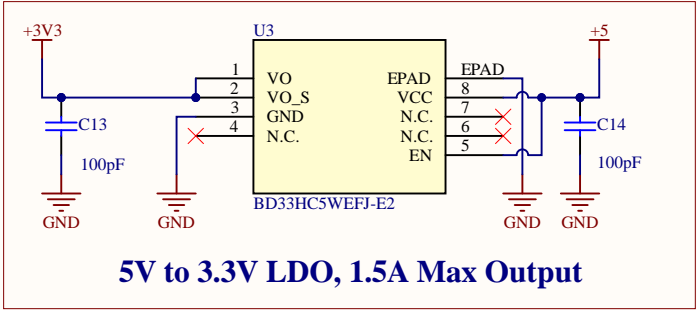 +3V3
U3
+5
1 VO
2 VO_S
3 GND
4 N.C.
EPAD EPAD
VCC 8
N.C. 7
N.C. 6
EN 5
C13
100pF
C14
100pF
GND
GND
GND
GND
BD33HC5WEFJ-E2
5V to 3.3V LDO, 1.5A Max Output